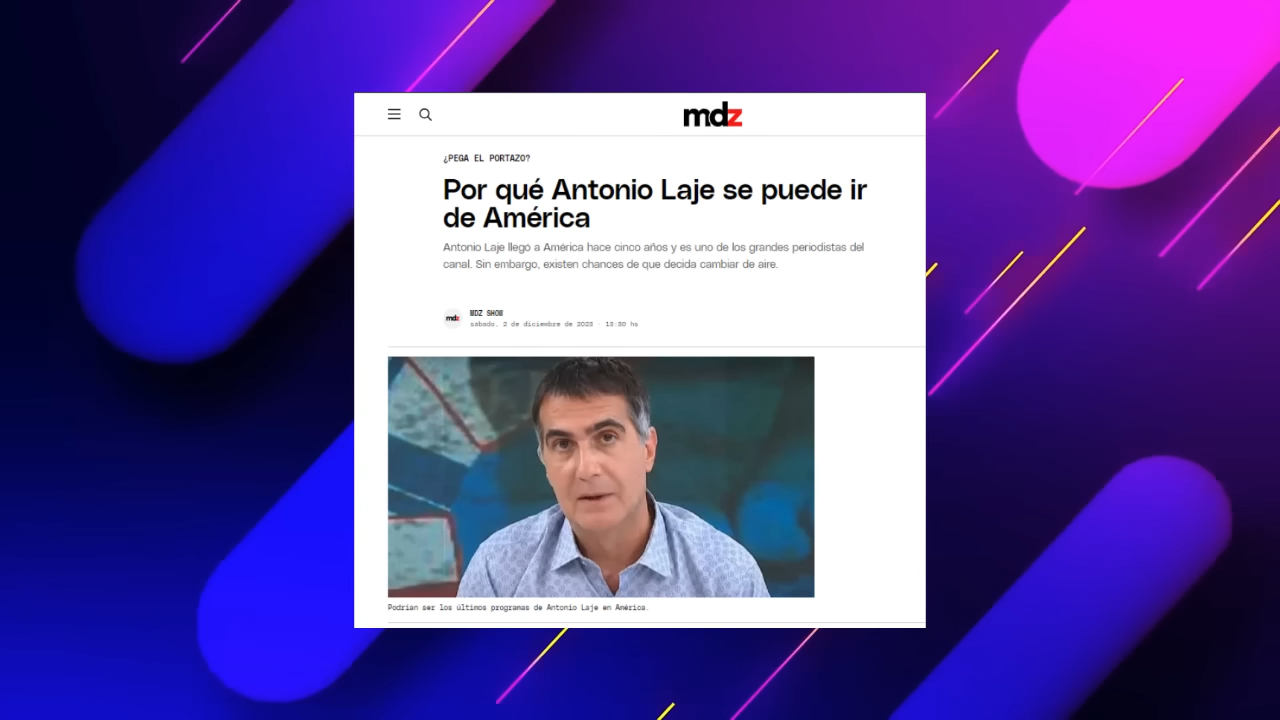 mdz
¿PEGA EL PORTAZO?
Por qué Antonio Laje se puede ir
de América
Antonio Laje llegó a América hace cinco años y es uno de los grandes periodistas del
canal. Sin embargo, existen chances de que decida cambiar de aire.
mdz
MDZ SHOW
sábado, 2 de diciembre de 2023 · 13:30 hs
Podrían ser los últimos programas de Antonio Laje en América.